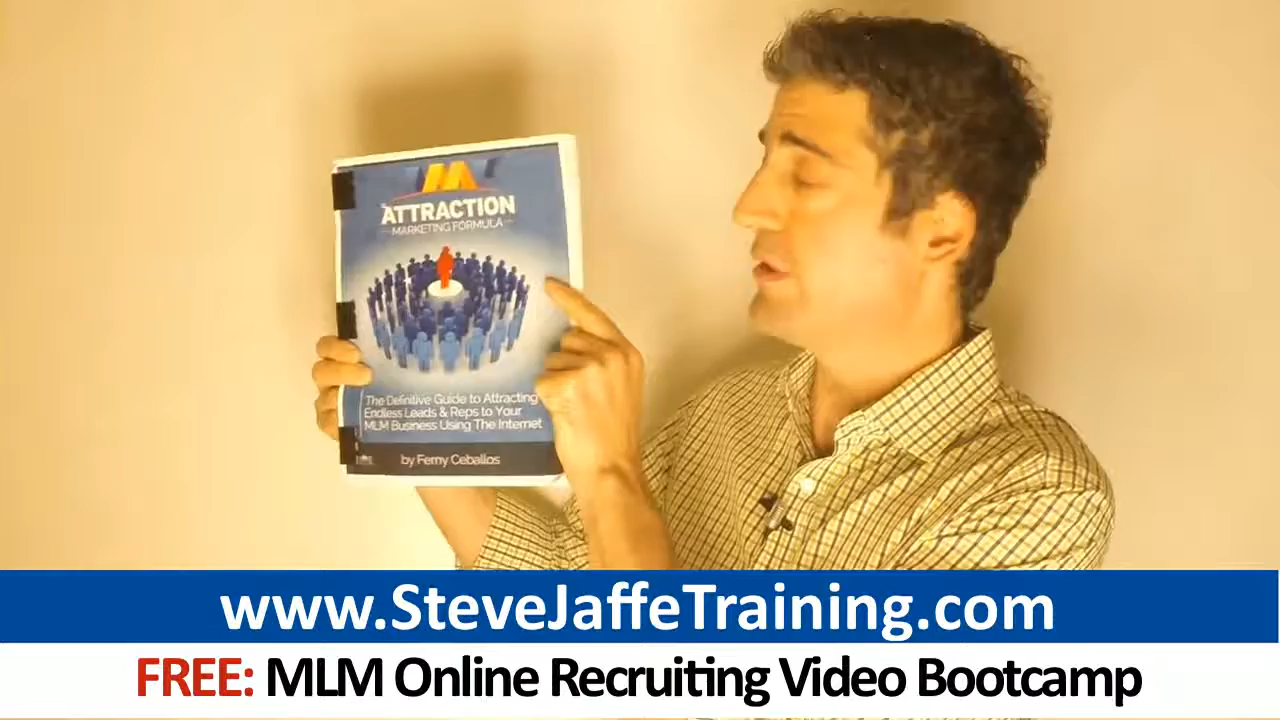 ATTRACTION
MARKETING FORMULA
The Definitive Guide to Attracting
Endless Leads & Reps to Your
MLM Business Using The Internet
by Ferny Ceballos
www.SteveJaffeTraining.com
FREE: MLM Online Recruiting Video Bootcamp